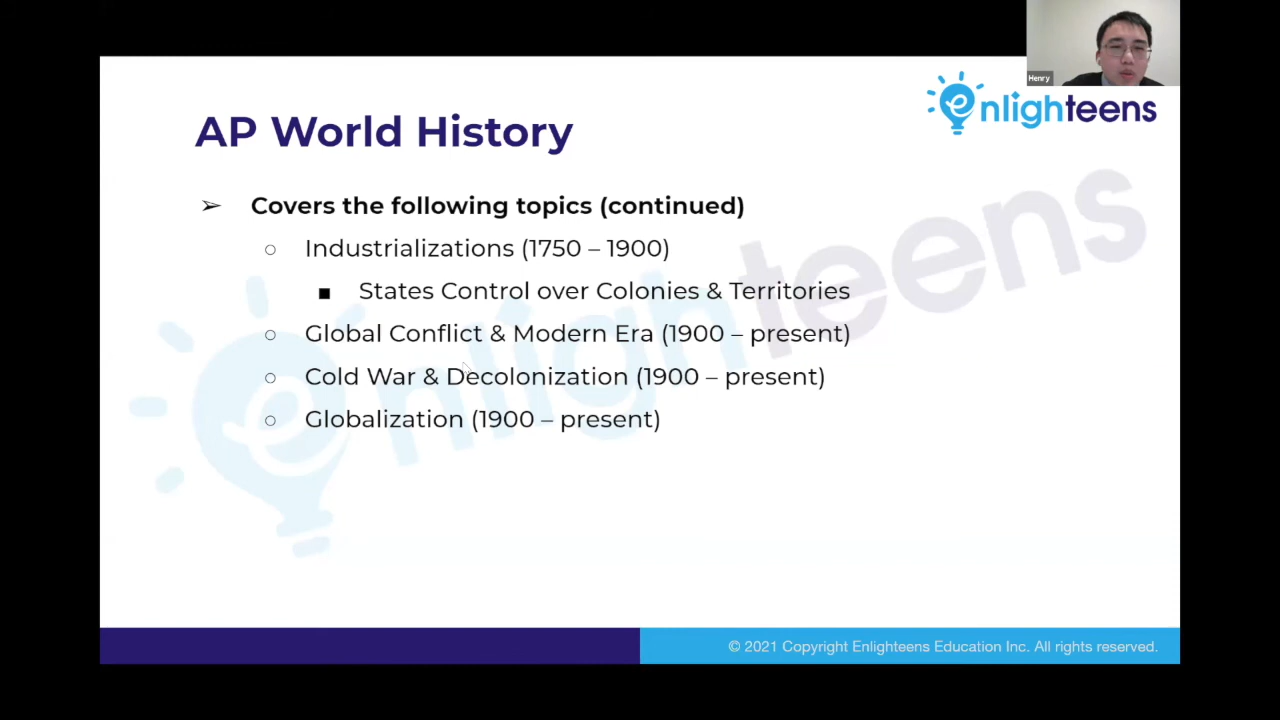 Henry
enlighteens
AP World History
➢ Covers the following topics (continued)
○ Industrializations (1750 – 1900)
■ States Control over Colonies & Territories
○ Global Conflict & Modern Era (1900 – present)
○ Cold War & Decolonization (1900 – present)
○ Globalization (1900 – present)
enlighteens
© 2021 Copyright Enlighteens Education Inc. All rights reserved.